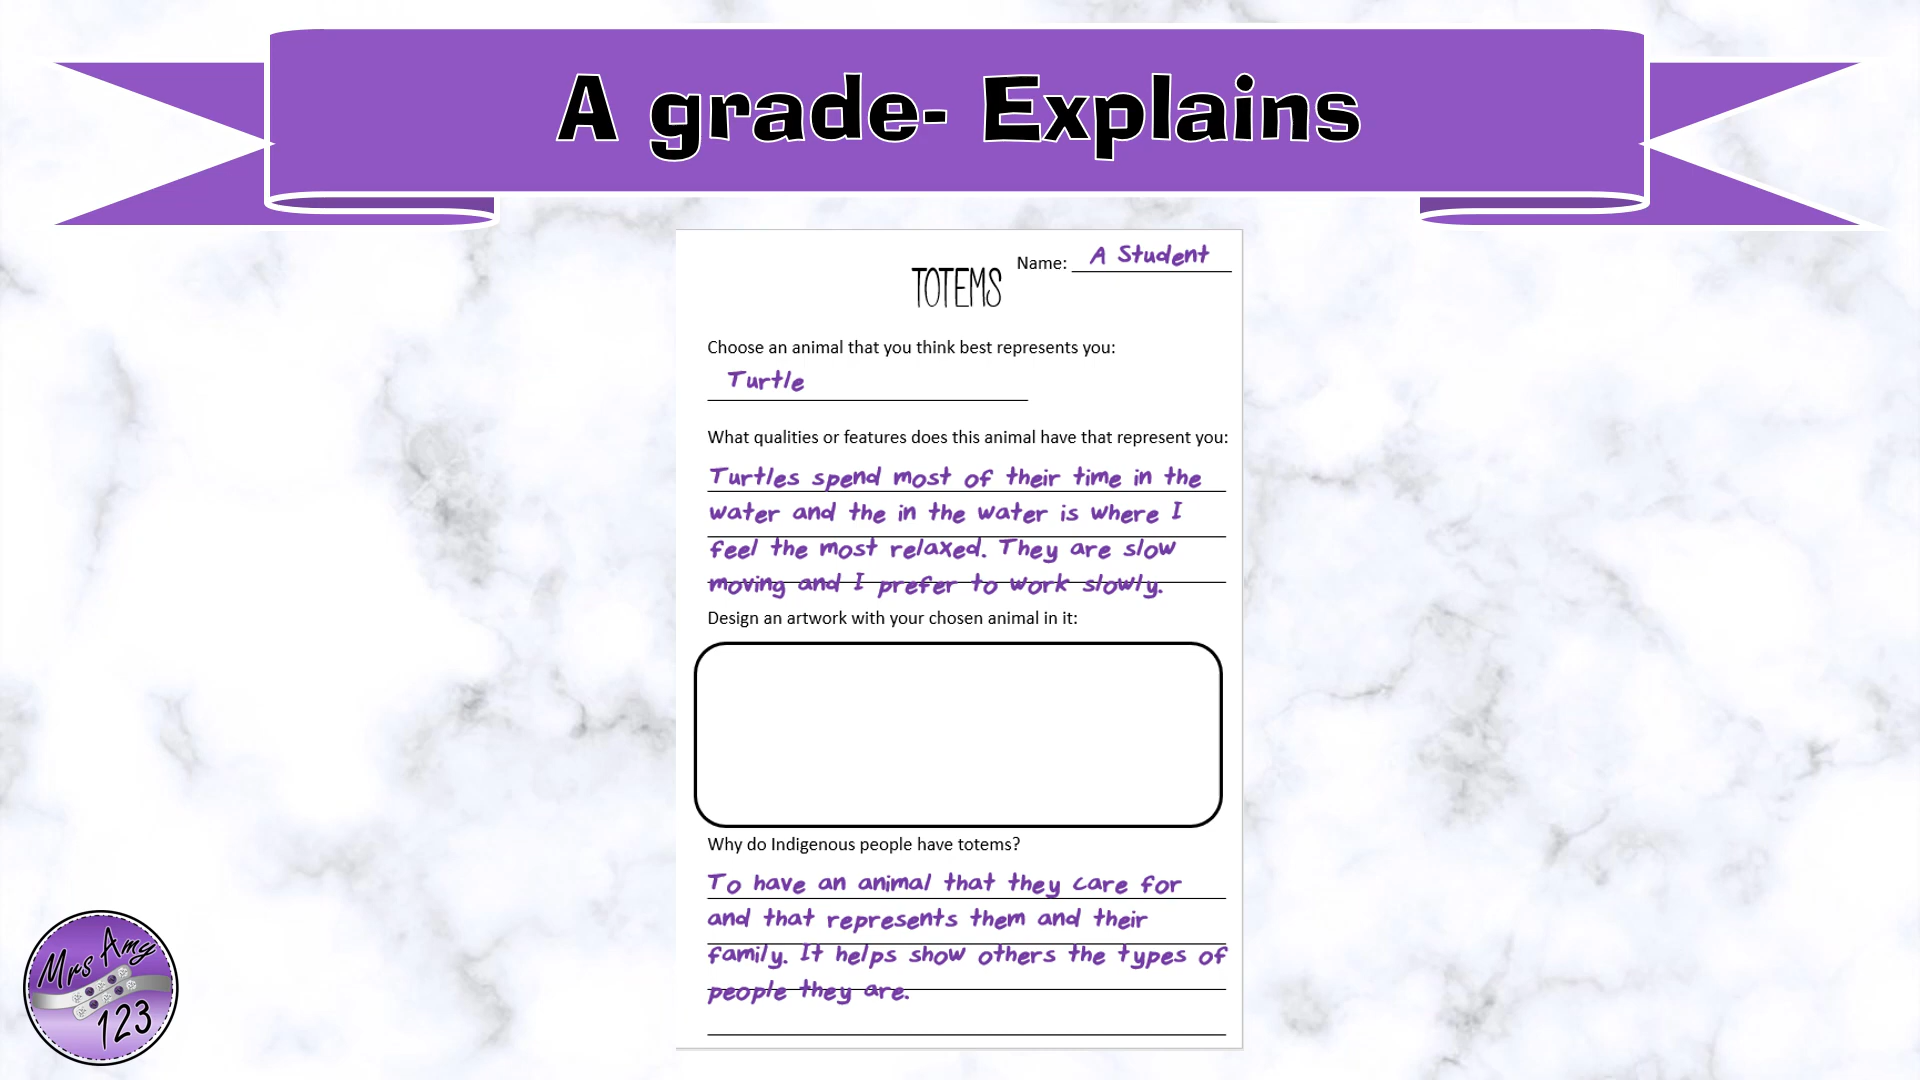 A grade- Explains
Name: A Student
TOTEMS
Choose an animal that you think best represents you:
Turtle
What qualities or features does this animal have that represent you:
Turtles spend most of their time in the
water and the in the water is where I
feel the most relaxed. They are slow
moving and I prefer to work slowly.
Design an artwork with your chosen animal in it:
Why do Indigenous people have totems?
To have an animal that they care for
and that represents them and their
family. It helps show others the types of
people they are.
Mrs Amy
123